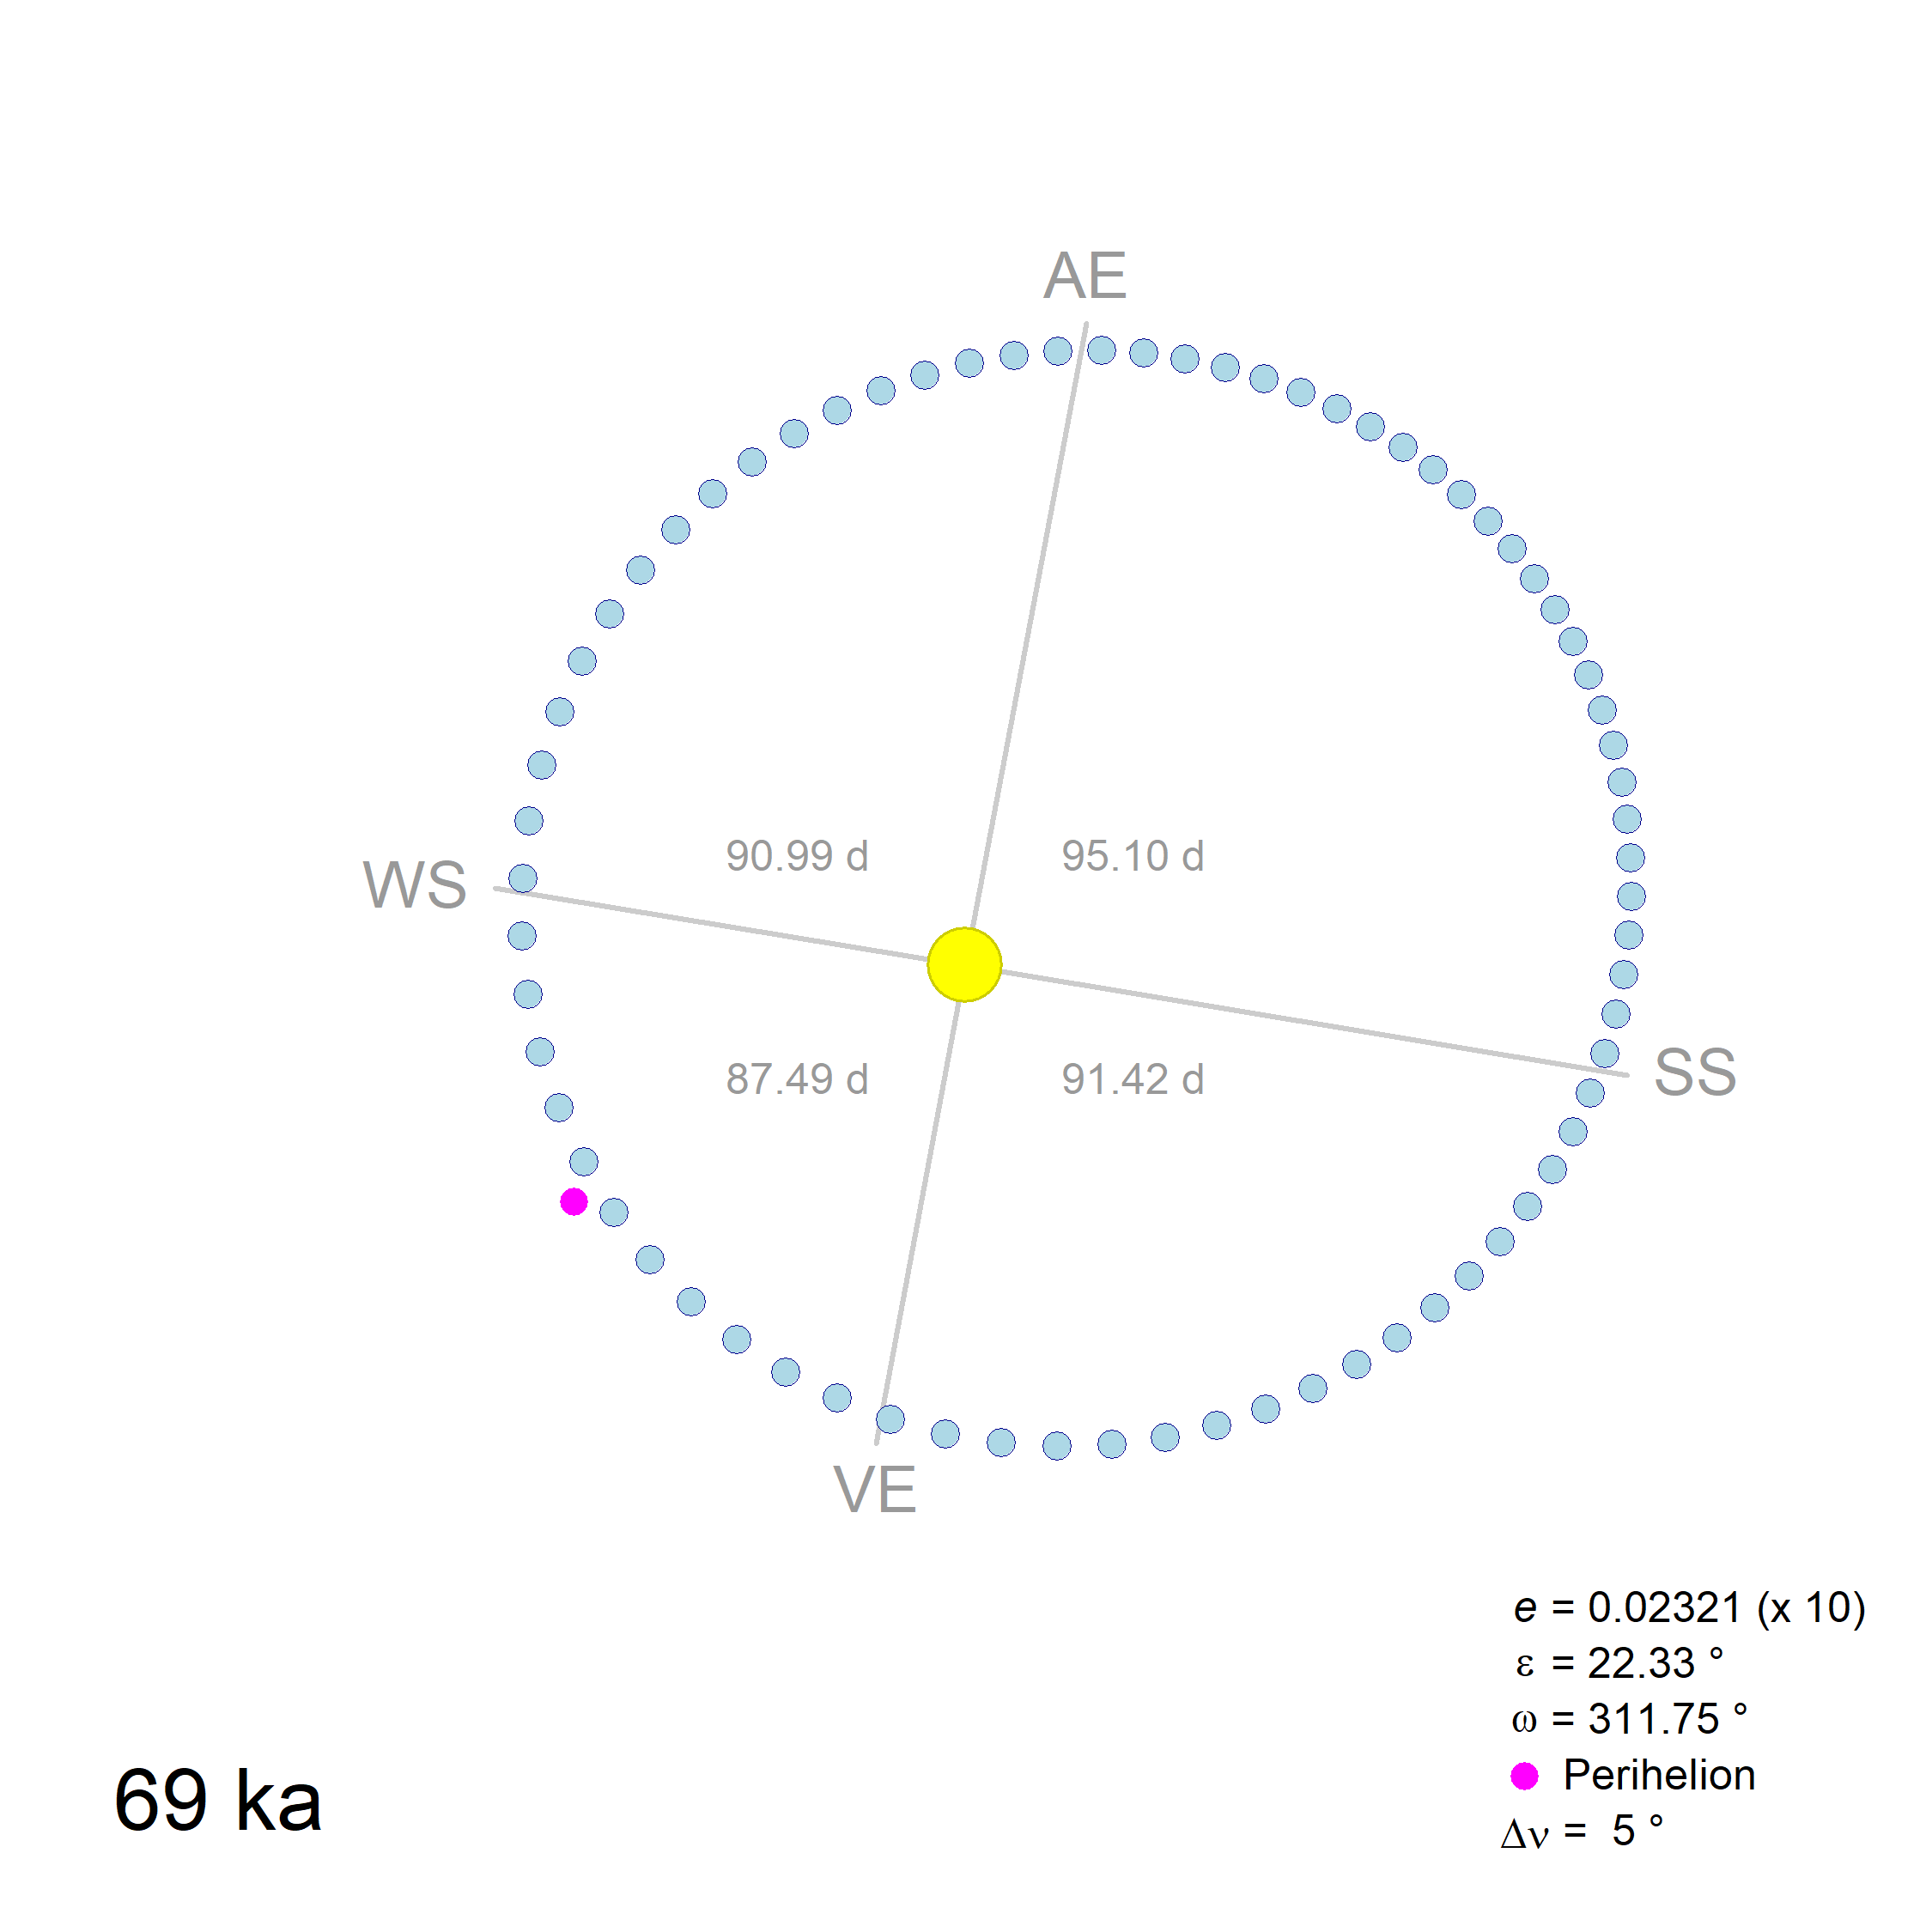 AE
90.99 d
95.10 d
WS
SS
87.49 d
91.42 d
VE
e = 0.02321 (x 10)
ε = 22.33 °
ω = 311.75 °
Perihelion
Δν = 5 °
69 ka